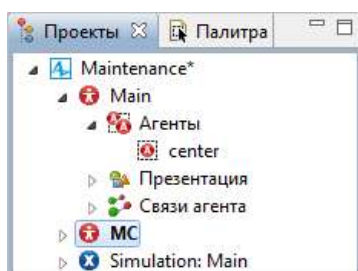 Проекты Палитра
Maintenance*
Main
Агенты
center
Презентация
Связи агента
MC
Simulation: Main